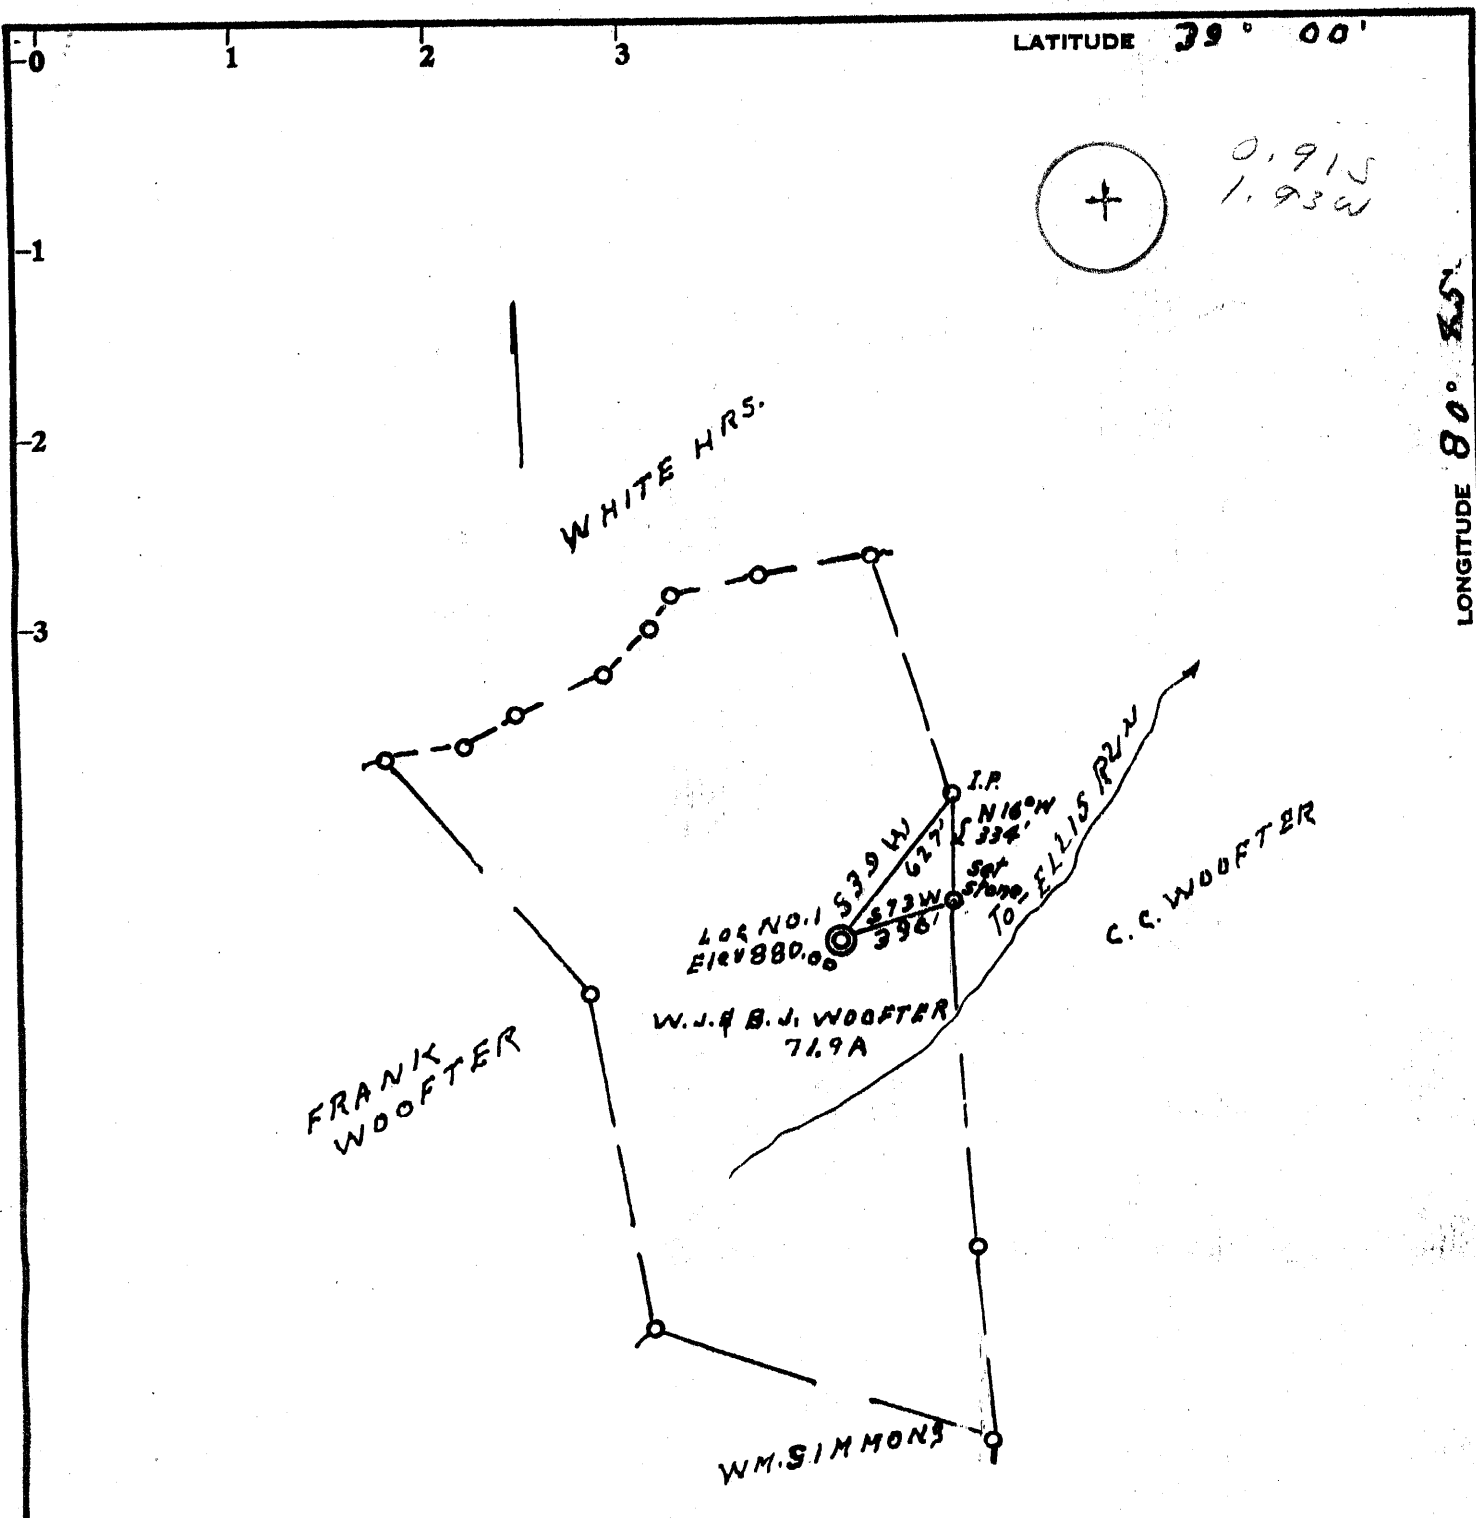 LATITUDE 39° 00'
-0
1
2
3
0.91S
1.93W
-1
-2
-3
LONGITUDE 80°
WHITE HRS.
I.P.
N16°W
334'
S39W
627'
Set
Stone
S73W
396'
LOC NO.1
Elev 880.00
TO ELLIS RUN
C.C. WOOFTER
W.J. & B.J. WOOFTER
71.9A
FRANK
WOOFTER
WM. SIMMONS